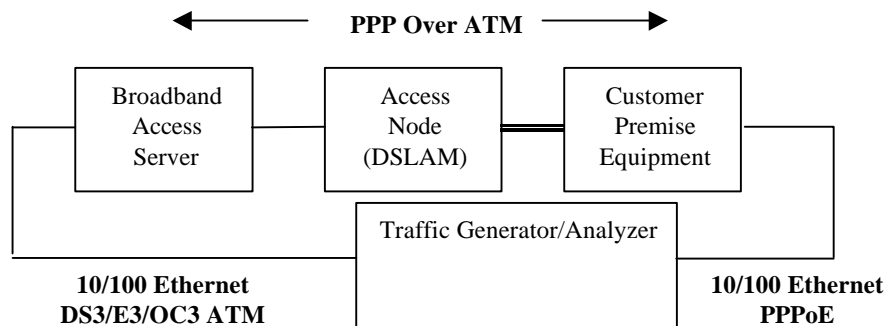 PPP Over ATM
Broadband
Access
Server
Access
Node
(DSLAM)
Customer
Premise
Equipment
Traffic Generator/Analyzer
10/100 Ethernet
DS3/E3/OC3 ATM
10/100 Ethernet
PPPoE